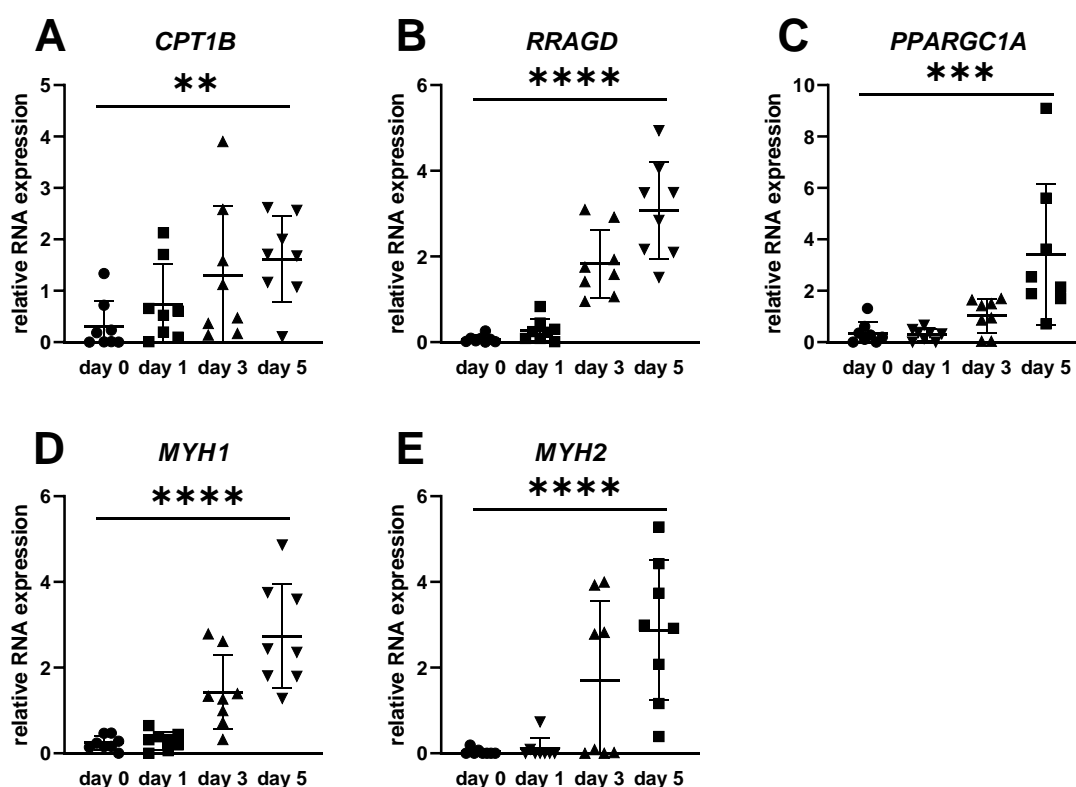 A
CPT1B
**
relative RNA expression
5
4
3
2
1
0
day 0 day 1 day 3 day 5
B
RRAGD
****
relative RNA expression
6
4
2
0
day 0 day 1 day 3 day 5
C
PPARGC1A
***
relative RNA expression
10
8
6
4
2
0
day 0 day 1 day 3 day 5
D
MYH1
****
relative RNA expression
6
4
2
0
day 0 day 1 day 3 day 5
E
MYH2
****
relative RNA expression
6
4
2
0
day 0 day 1 day 3 day 5